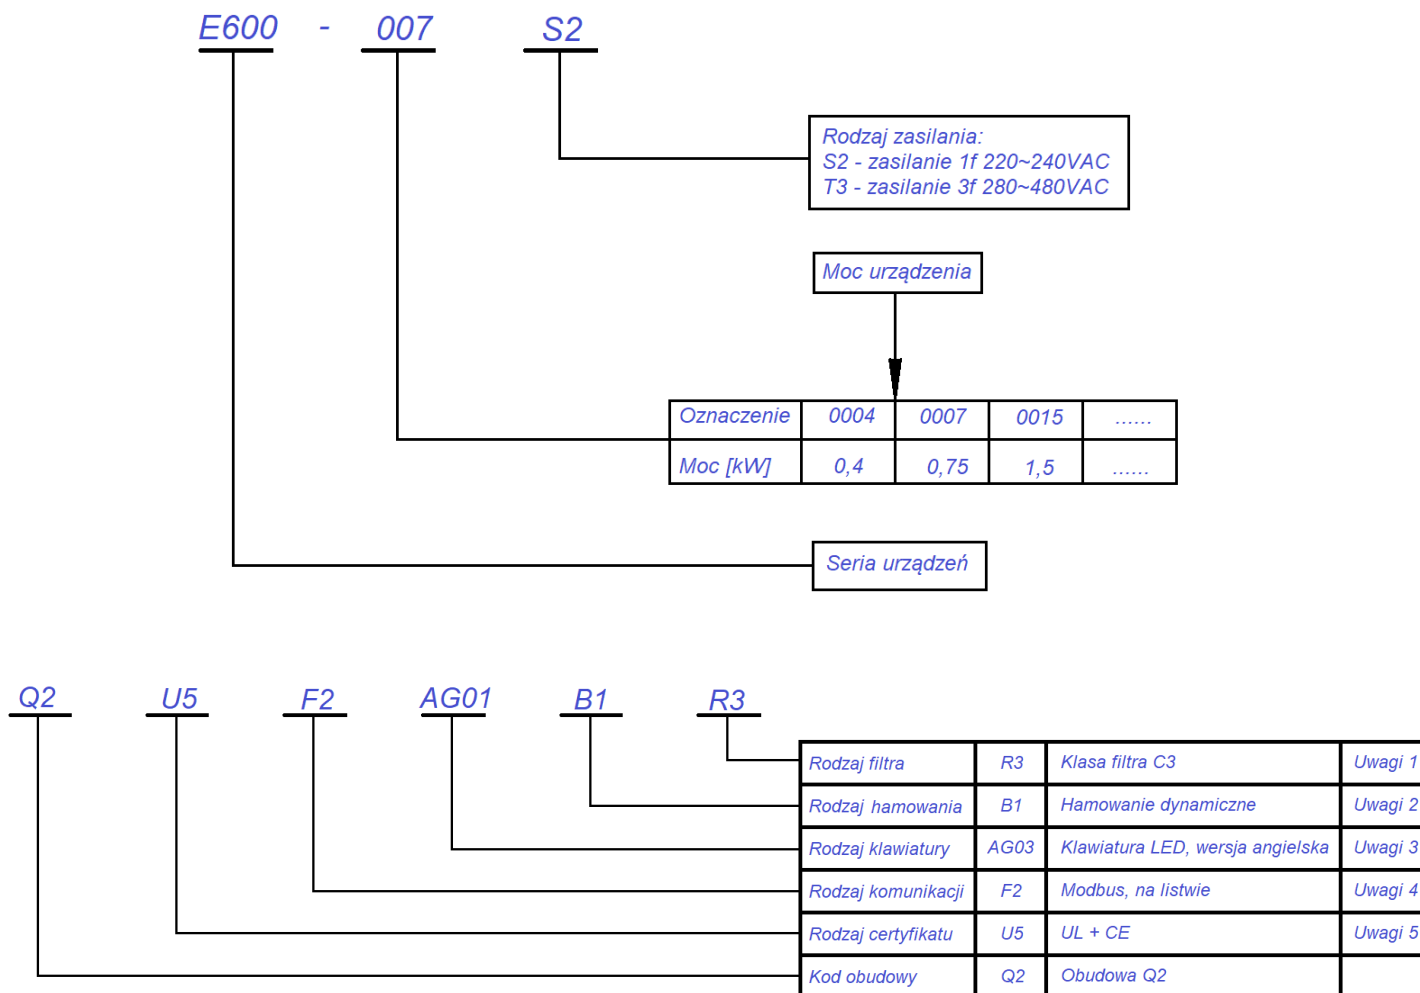 E600 - 007 S2
Rodzaj zasilania:
S2 - zasilanie 1f 220~240VAC
T3 - zasilanie 3f 280~480VAC
Moc urządzenia
Oznaczenie 0004 0007 0015 ......
Moc [kW] 0,4 0,75 1,5 ......
Seria urządzeń
Q2 U5 F2 AG01 B1 R3
Rodzaj filtra R3 Klasa filtra C3 Uwagi 1
Rodzaj hamowania B1 Hamowanie dynamiczne Uwagi 2
Rodzaj klawiatury AG03 Klawiatura LED, wersja angielska Uwagi 3
Rodzaj komunikacji F2 Modbus, na listwie Uwagi 4
Rodzaj certyfikatu U5 UL + CE Uwagi 5
Kod obudowy Q2 Obudowa Q2